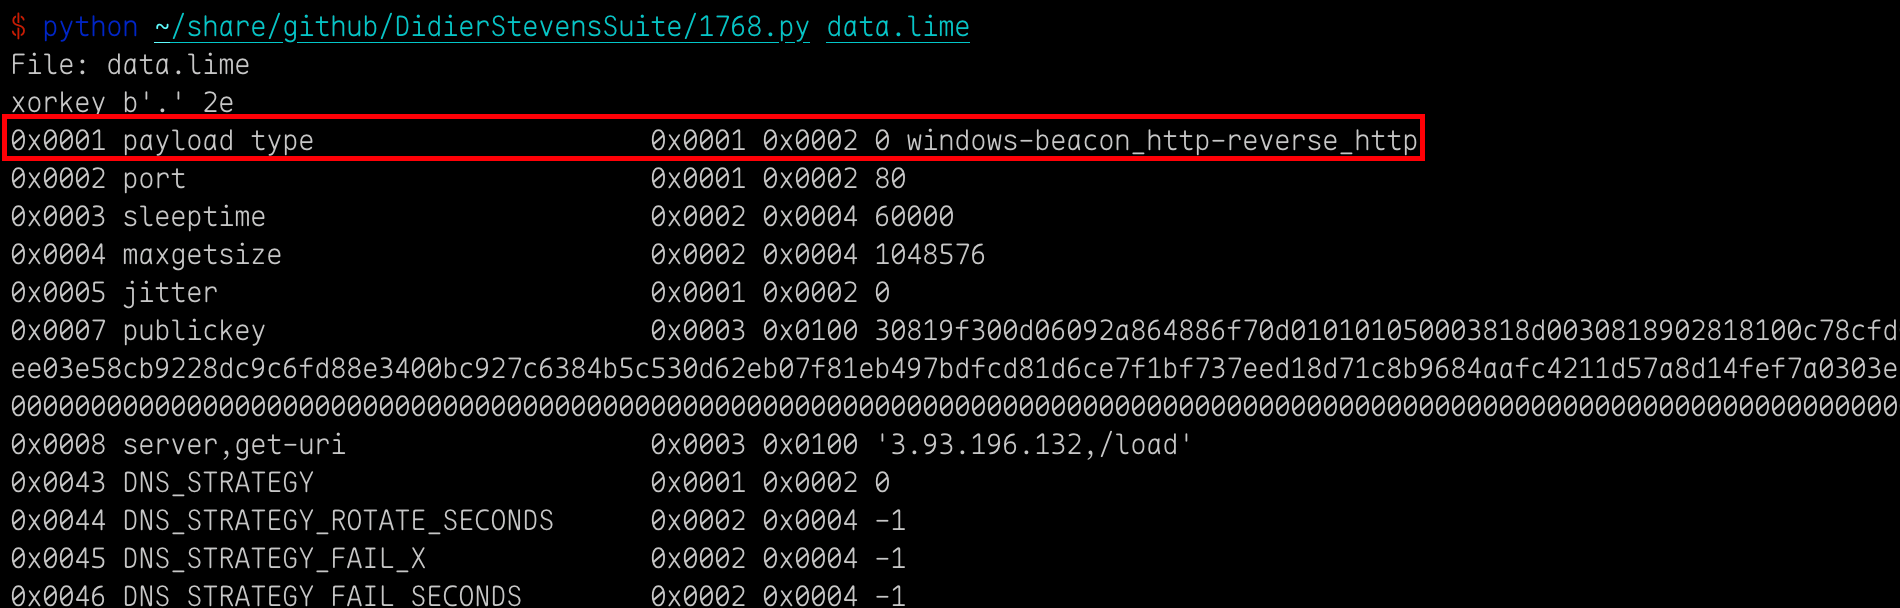 $ python ~/share/github/DidierStevensSuite/1768.py data.lime
File: data.lime
xorkey b'.' 2e
0x0001 payload type 0x0001 0x0002 0 windows-beacon_http-reverse_http
0x0002 port 0x0001 0x0002 80
0x0003 sleeptime 0x0002 0x0004 60000
0x0004 maxgetsize 0x0002 0x0004 1048576
0x0005 jitter 0x0001 0x0002 0
0x0007 publickey 0x0003 0x0100 30819f300d06092a864886f70d010101050003818d0030818902818100c78cfd
ee03e58cb9228dc9c6fd88e3400bc927c6384b5c530d62eb07f81eb497bdfcd81d6ce7f1bf737eed18d71c8b9684aafc4211d57a8d14fef7a0303e
0000000000000000000000000000000000000000000000000000000000000000000000000000000000000000000000000000000000000000000000
0x0008 server,get-uri 0x0003 0x0100 '3.93.196.132,/load'
0x0043 DNS_STRATEGY 0x0001 0x0002 0
0x0044 DNS_STRATEGY_ROTATE_SECONDS 0x0002 0x0004 -1
0x0045 DNS_STRATEGY_FAIL_X 0x0002 0x0004 -1
0x0046 DNS_STRATEGY_FAIL_SECONDS 0x0002 0x0004 -1